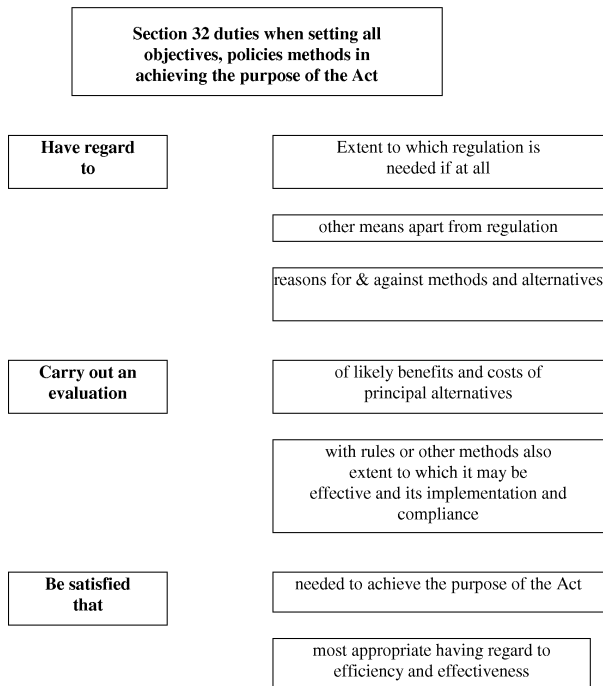 Section 32 duties when setting all
objectives, policies methods in
achieving the purpose of the Act
Have regard
to
Extent to which regulation is
needed if at all
other means apart from regulation
reasons for & against methods and alternatives
Carry out an
evaluation
of likely benefits and costs of
principal alternatives
with rules or other methods also
extent to which it may be
effective and its implementation and
compliance
Be satisfied
that
needed to achieve the purpose of the Act
most appropriate having regard to
efficiency and effectiveness